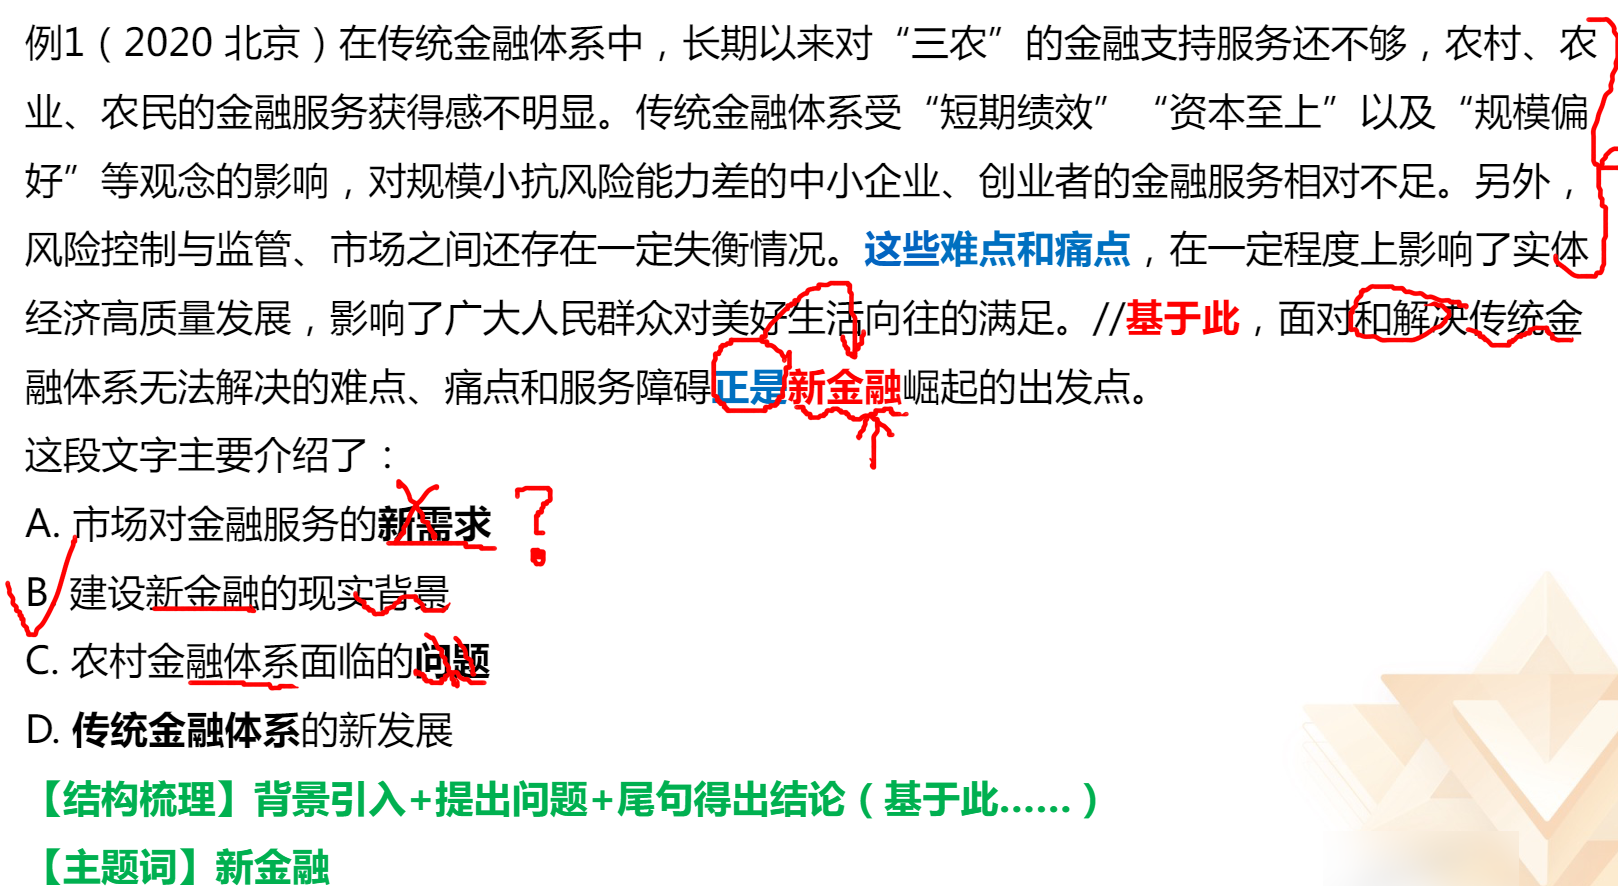 例1（2020 北京）在传统金融体系中，长期以来对“三农”的金融支持服务还不够，农村、农
业、农民的金融服务获得感不明显。传统金融体系受“短期绩效”“资本至上”以及“规模偏
好”等观念的影响，对规模小抗风险能力差的中小企业、创业者的金融服务相对不足。另外，
风险控制与监管、市场之间还存在一定失衡情况。这些难点和痛点，在一定程度上影响了实体
经济高质量发展，影响了广大人民群众对美好生活向往的满足。//基于此，面对和解决传统金
融体系无法解决的难点、痛点和服务障碍正是新金融崛起的出发点。
这段文字主要介绍了：
A. 市场对金融服务的新需求 ？
B 建设新金融的现实背景
C. 农村金融体系面临的问题
D. 传统金融体系的新发展
【结构梳理】背景引入+提出问题+尾句得出结论（基于此……）
【主题词】新金融